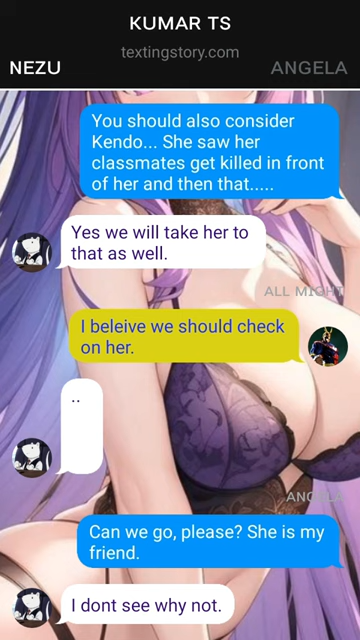 KUMAR TS
textingstory.com
NEZU
ANGELA
You should also consider
Kendo... She saw her
classmates get killed in front
of her and then that.....
Yes we will take her to
that as well.
ALL MIGHT
I beleive we should check
on her.
..
ANGELA
Can we go, please? She is my
friend.
I dont see why not.